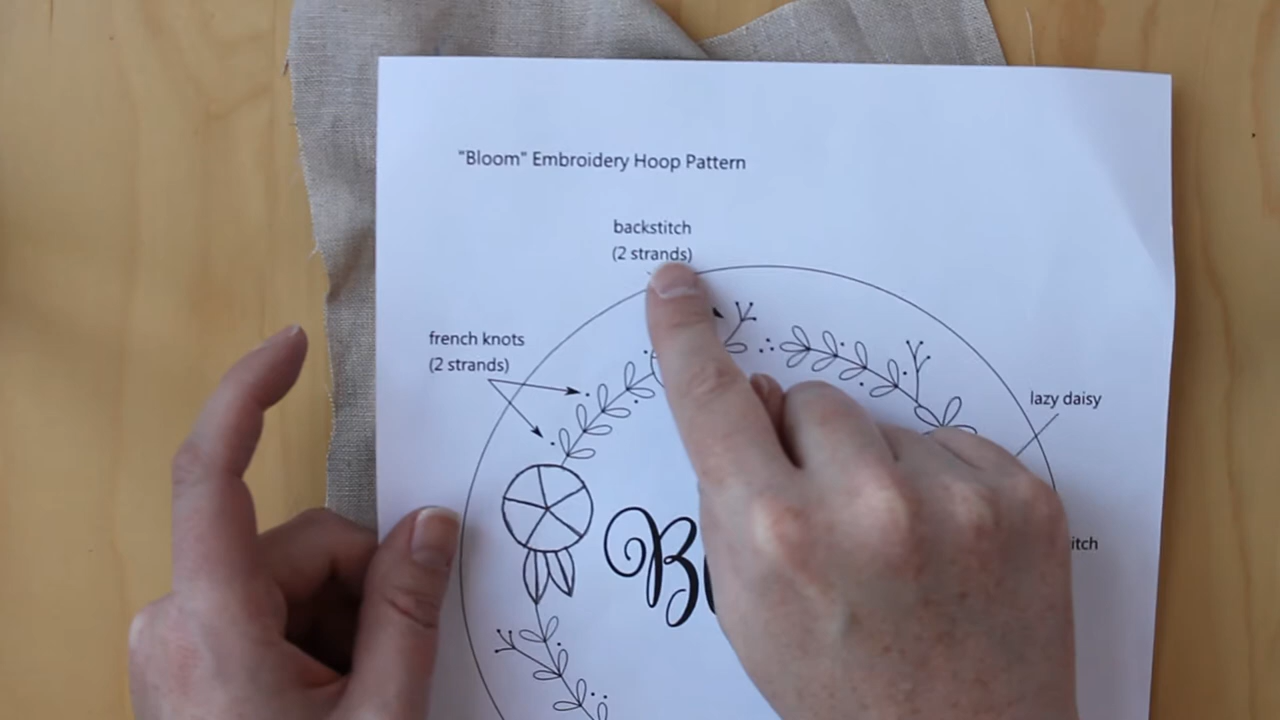 "Bloom" Embroidery Hoop Pattern
backstitch
(2 strands)
french knots
(2 strands)
lazy daisy